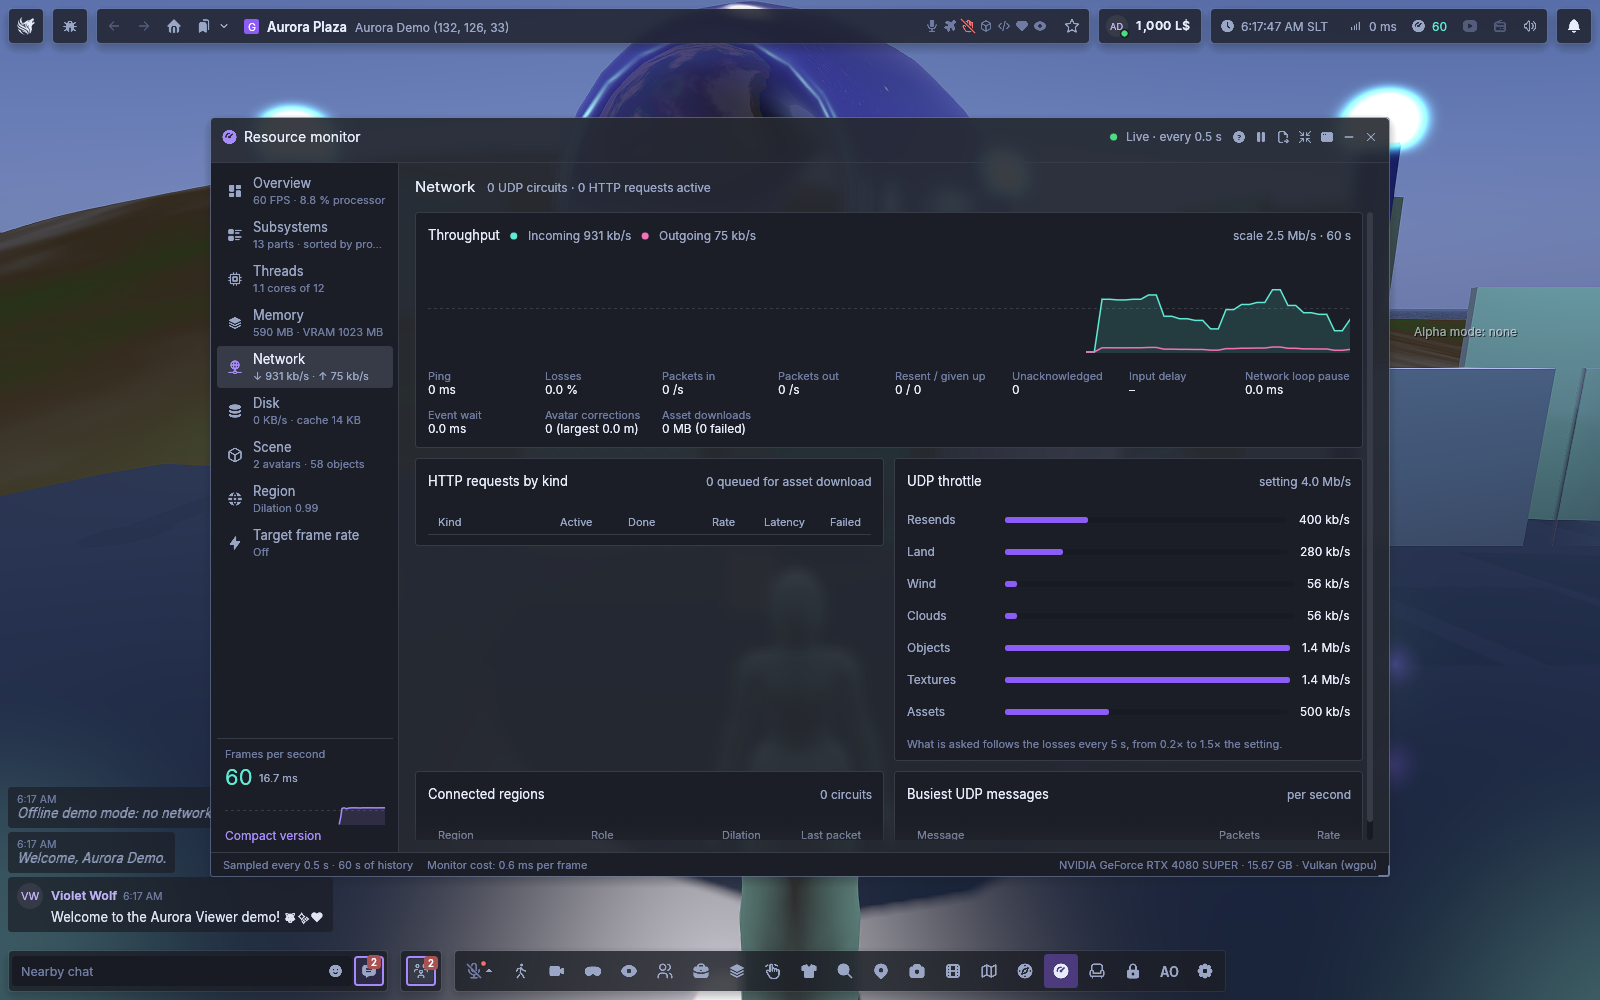 G Aurora Plaza Aurora Demo (132, 126, 33)
AD 1,000 L$
6:17:47 AM SLT 0 ms 60
Resource monitor
Live · every 0.5 s
Overview
60 FPS · 8.8 % processor
Subsystems
13 parts · sorted by pro...
Threads
1.1 cores of 12
Memory
590 MB · VRAM 1023 MB
Network
↓ 931 kb/s · ↑ 75 kb/s
Disk
0 KB/s · cache 14 KB
Scene
2 avatars · 58 objects
Region
Dilation 0.99
Target frame rate
Off
Frames per second
60 16.7 ms
Compact version
Network 0 UDP circuits · 0 HTTP requests active
Throughput Incoming 931 kb/s Outgoing 75 kb/s
scale 2.5 Mb/s · 60 s
Ping Losses Packets in Packets out Resent / given up Unacknowledged Input delay Network loop pause
0 ms 0.0 % 0 /s 0 /s 0 / 0 0 – 0.0 ms
Event wait Avatar corrections Asset downloads
0.0 ms 0 (largest 0.0 m) 0 MB (0 failed)
HTTP requests by kind 0 queued for asset download
Kind Active Done Rate Latency Failed
UDP throttle setting 4.0 Mb/s
Resends 400 kb/s
Land 280 kb/s
Wind 56 kb/s
Clouds 56 kb/s
Objects 1.4 Mb/s
Textures 1.4 Mb/s
Assets 500 kb/s
What is asked follows the losses every 5 s, from 0.2× to 1.5× the setting.
Connected regions 0 circuits
Region Role Dilation Last packet
Busiest UDP messages per second
Message Packets Rate
Sampled every 0.5 s · 60 s of history Monitor cost: 0.6 ms per frame
NVIDIA GeForce RTX 4080 SUPER · 15.67 GB · Vulkan (wgpu)
Alpha mode: none
6:17 AM
Offline demo mode: no network
6:17 AM
Welcome, Aurora Demo.
VW Violet Wolf 6:17 AM
Welcome to the Aurora Viewer demo!
Nearby chat
2
2
AO